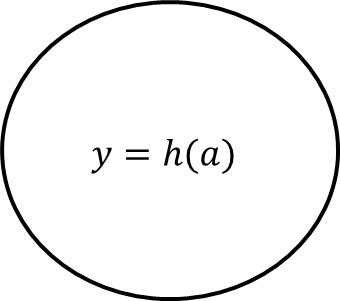 y = h(a)